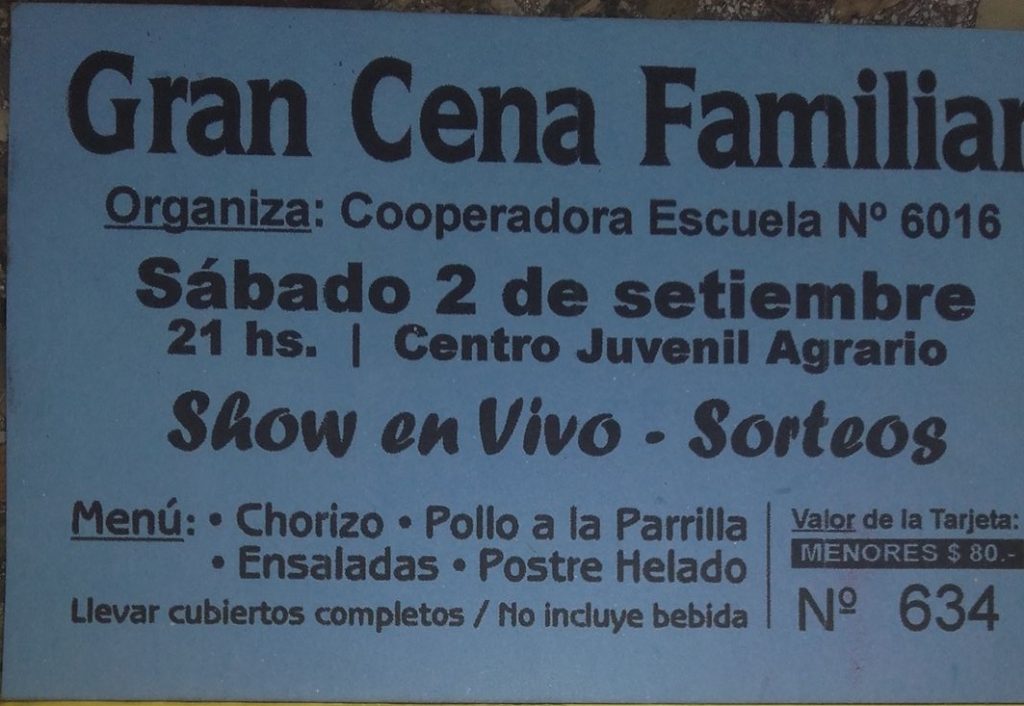 Gran Cena Familiar
Organiza: Cooperadora Escuela Nº 6016
Sábado 2 de setiembre
21 hs. | Centro Juvenil Agrario
Show en Vivo - Sorteos
Menú: • Chorizo • Pollo a la Parrilla
• Ensaladas • Postre Helado
Llevar cubiertos completos / No incluye bebida
Valor de la Tarjeta:
MENORES $ 80.-
Nº 634